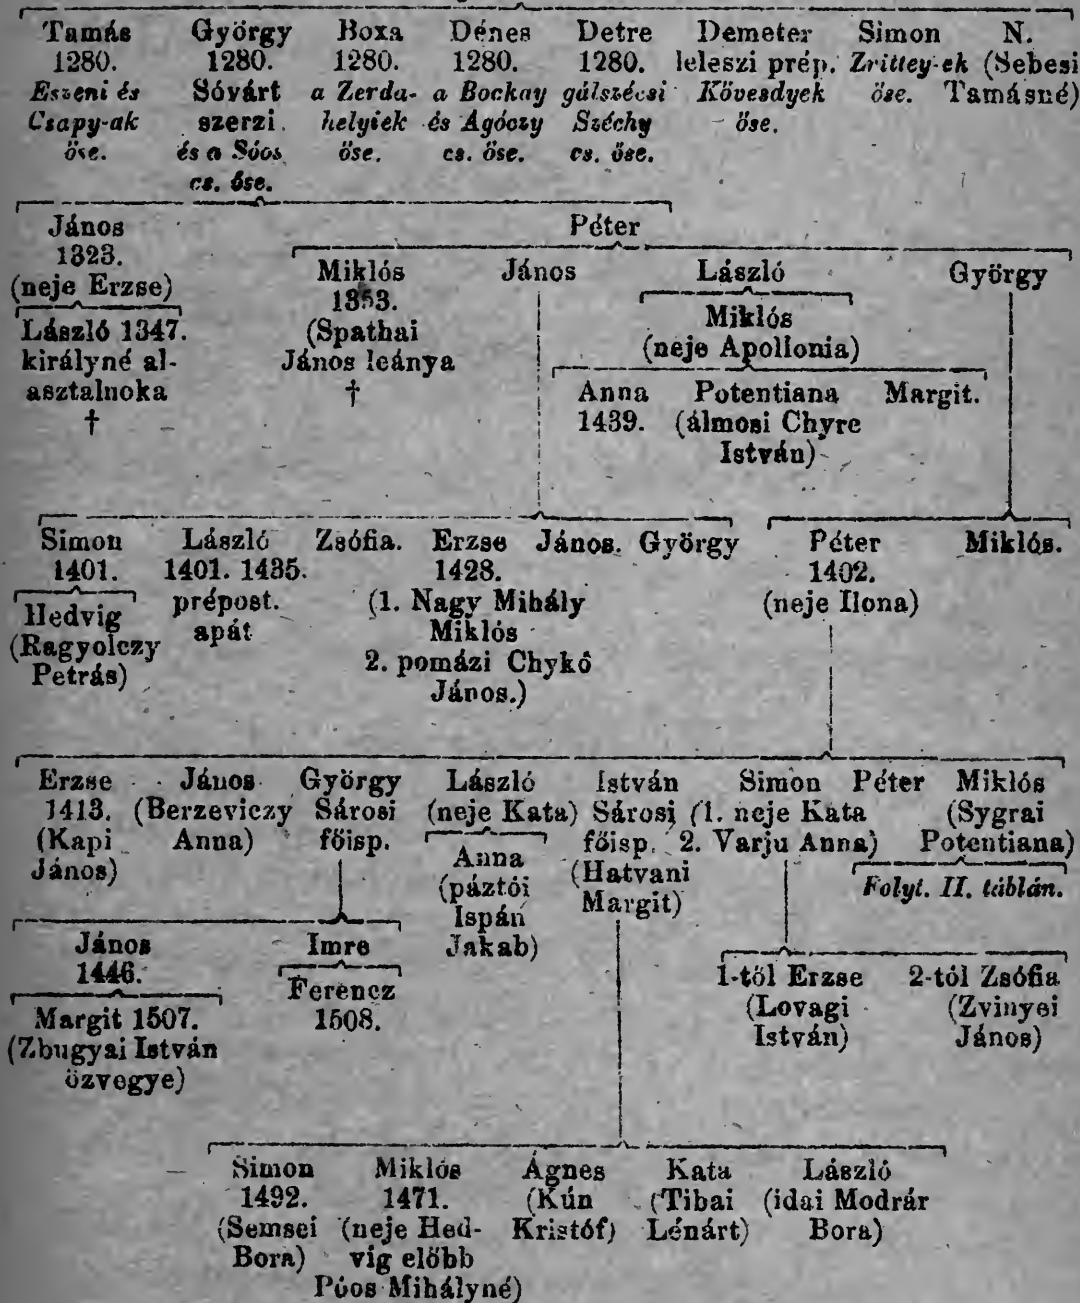 Tamás György Boxa Dénes Detre Demeter Simon N.
1280. 1280. 1280. 1280. 1280. leleszi prép. Zrittey-ek (Sebesi
Eszeni és Sóvárt a Zerda- a Bockay gálszécsi Kövesdyek őse. Tamásné)
Csapy-ak szerzi helyiek és Ágóczy Széchy őse.
őse. és a Sóos őse. cs. őse. cs. őse.
cs. őse.
János Péter
1323.
(neje Erzse) Miklós János László György
László 1347. 1353. Miklós
királyné al- (Spathai (neje Apollonia)
asztalnoka János leánya
† † Anna Potentiana Margit.
1439. (álmosi Chyre
István)
Simon László Zsófia. Erzse János. György Péter Miklós.
1401. 1401. 1435. 1428. 1402.
Hedvig prépost. (1. Nagy Mihály (neje Ilona)
(Ragyolczy apát Miklós
Petrás) 2. pomázi Chykó
János.)
Erzse János György László István Simon Péter Miklós
1413. (Berzeviczy Sárosi (neje Kata) Sárosi (1. neje Kata (Sygrai
(Kapi Anna) főisp. Anna főisp. 2. Varju Anna) Potentiana)
János) (páztói (Hatvani Folyt. II. táblán.
Ispán Margit)
János Imre Jakab)
1446. Ferencz 1-től Erzse 2-tól Zsófia
Margit 1507. 1508. (Lovagi (Zvinyei
(Zbugyai István István) János)
özvegye)
Simon Miklós Ágnes Kata László
1492. 1471. (Kún (Tibai (idai Modrár
(Semsei (neje Hed- Kristóf) Lénárt) Bora)
Bora) vig előbb
Póos Mihályné)